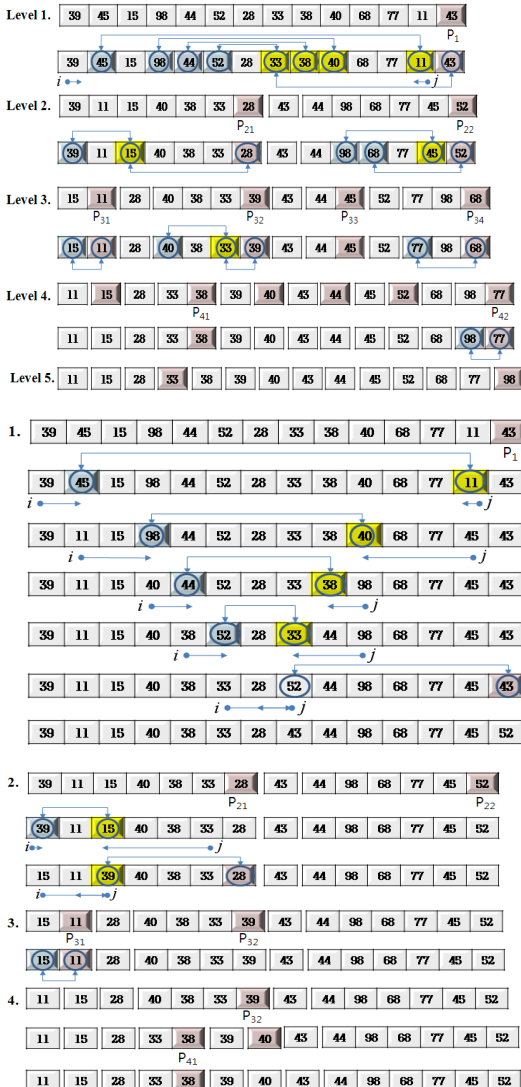 Level 1. 39 45 15 98 44 52 28 33 38 40 68 77 11 43
P1
39 45 15 98 44 52 28 33 38 40 68 77 11 43
i j
Level 2. 39 11 15 40 38 33 28 43 44 98 68 77 45 52
P21 P22
39 11 15 40 38 33 28 43 44 98 68 77 45 52
Level 3. 15 11 28 40 38 33 39 43 44 45 52 77 98 68
P31 P32 P33 P34
15 11 28 40 38 33 39 43 44 45 52 77 98 68
Level 4. 11 15 28 33 38 39 40 43 44 45 52 68 98 77
P41 P42
11 15 28 33 38 39 40 43 44 45 52 68 98 77
Level 5. 11 15 28 33 38 39 40 43 44 45 52 68 77 98
1. 39 45 15 98 44 52 28 33 38 40 68 77 11 43
P1
39 45 15 98 44 52 28 33 38 40 68 77 11 43
i j
39 11 15 98 44 52 28 33 38 40 68 77 45 43
i j
39 11 15 40 44 52 28 33 38 98 68 77 45 43
i j
39 11 15 40 38 52 28 33 44 98 68 77 45 43
i j
39 11 15 40 38 33 28 52 44 98 68 77 45 43
i j
39 11 15 40 38 33 28 43 44 98 68 77 45 52
2. 39 11 15 40 38 33 28 43 44 98 68 77 45 52
P21 P22
39 11 15 40 38 33 28 43 44 98 68 77 45 52
i j
15 11 39 40 38 33 28 43 44 98 68 77 45 52
i j
3. 15 11 28 40 38 33 39 43 44 98 68 77 45 52
P31 P32
15 11 28 40 38 33 39 43 44 98 68 77 45 52
4. 11 15 28 40 38 33 39 43 44 98 68 77 45 52
P32
11 15 28 33 38 39 40 43 44 98 68 77 45 52
P41
11 15 28 33 38 39 40 43 44 98 68 77 45 52